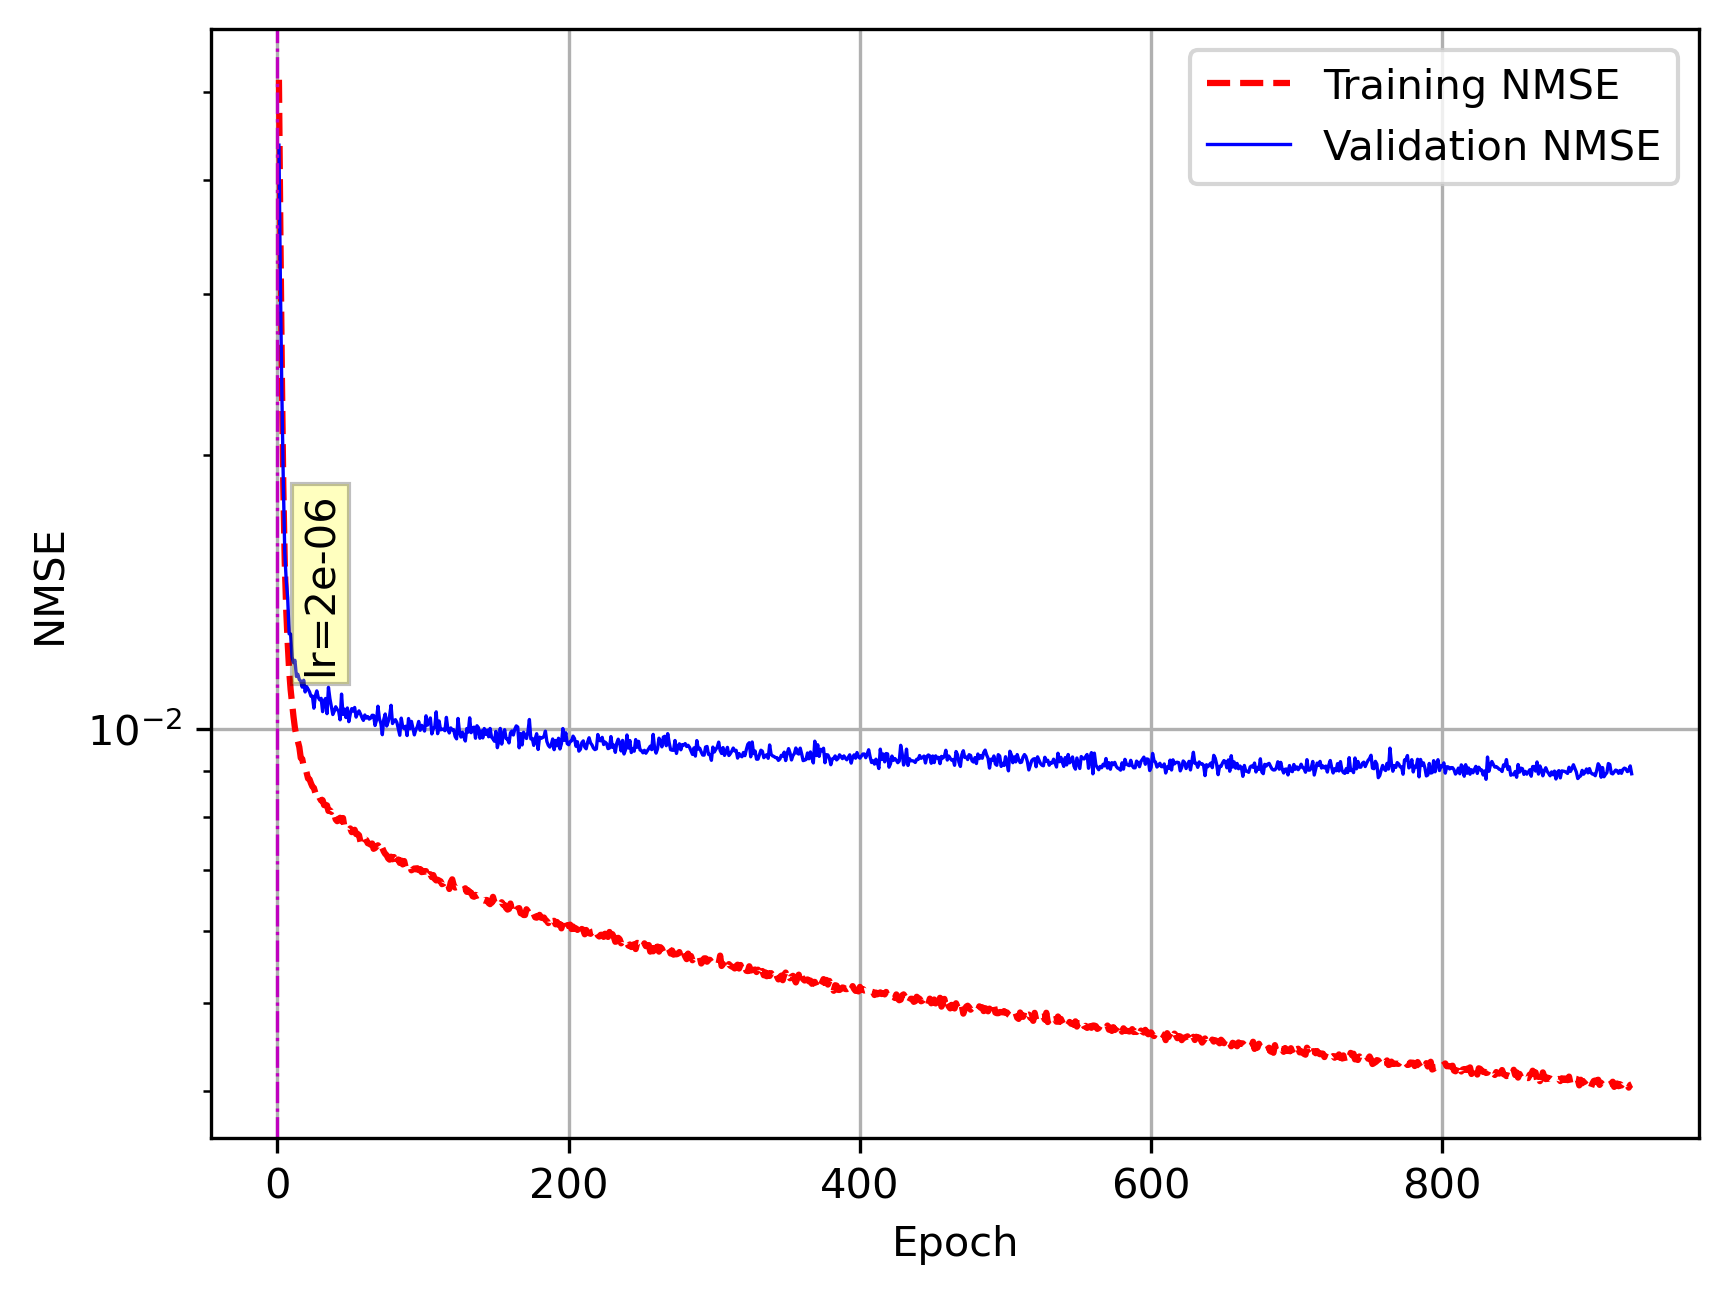 Training NMSE
Validation NMSE
lr=2e-06
NMSE
10⁻²
0 200 400 600 800
Epoch